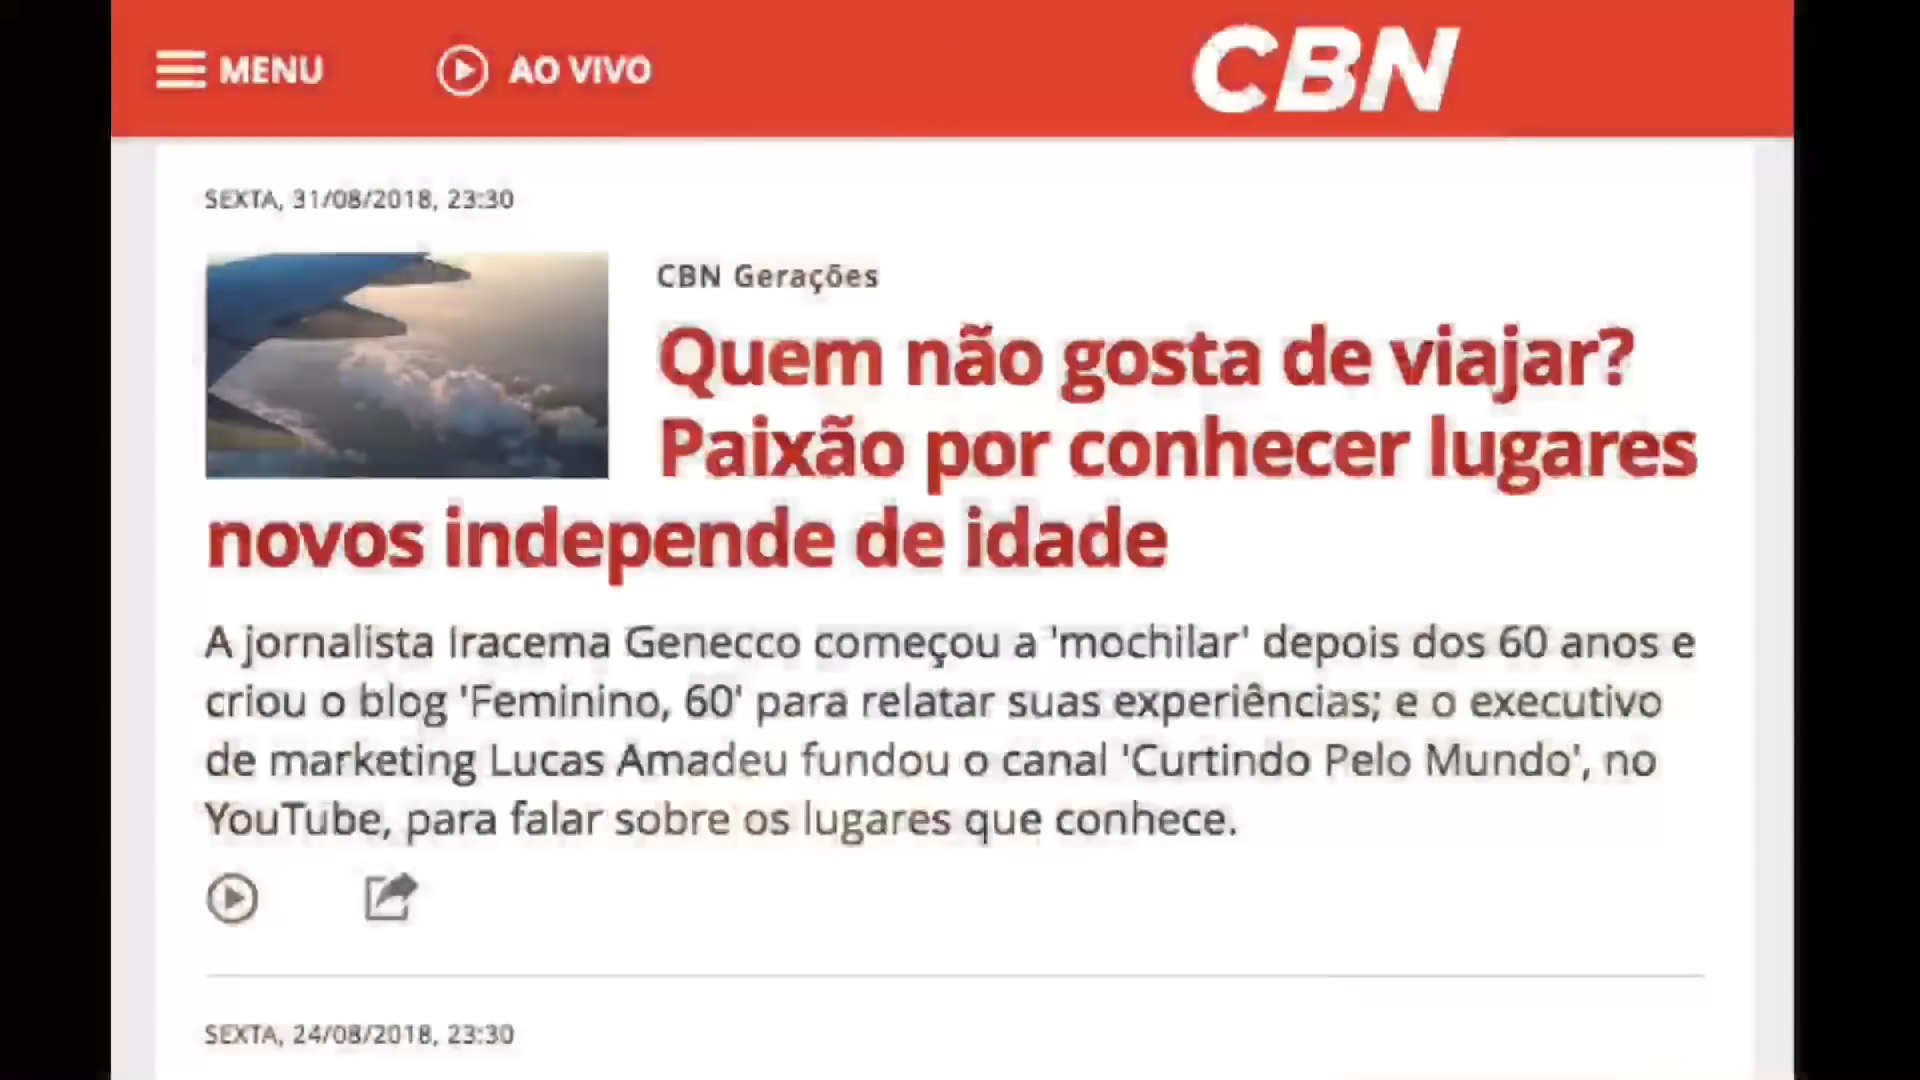 MENU
AO VIVO
CBN
SEXTA, 31/08/2018, 23:30
CBN Gerações
Quem não gosta de viajar?
Paixão por conhecer lugares
novos independe de idade
A jornalista Iracema Genecco começou a 'mochilar' depois dos 60 anos e
criou o blog 'Feminino, 60' para relatar suas experiências; e o executivo
de marketing Lucas Amadeu fundou o canal 'Curtindo Pelo Mundo', no
YouTube, para falar sobre os lugares que conhece.
SEXTA, 24/08/2018, 23:30